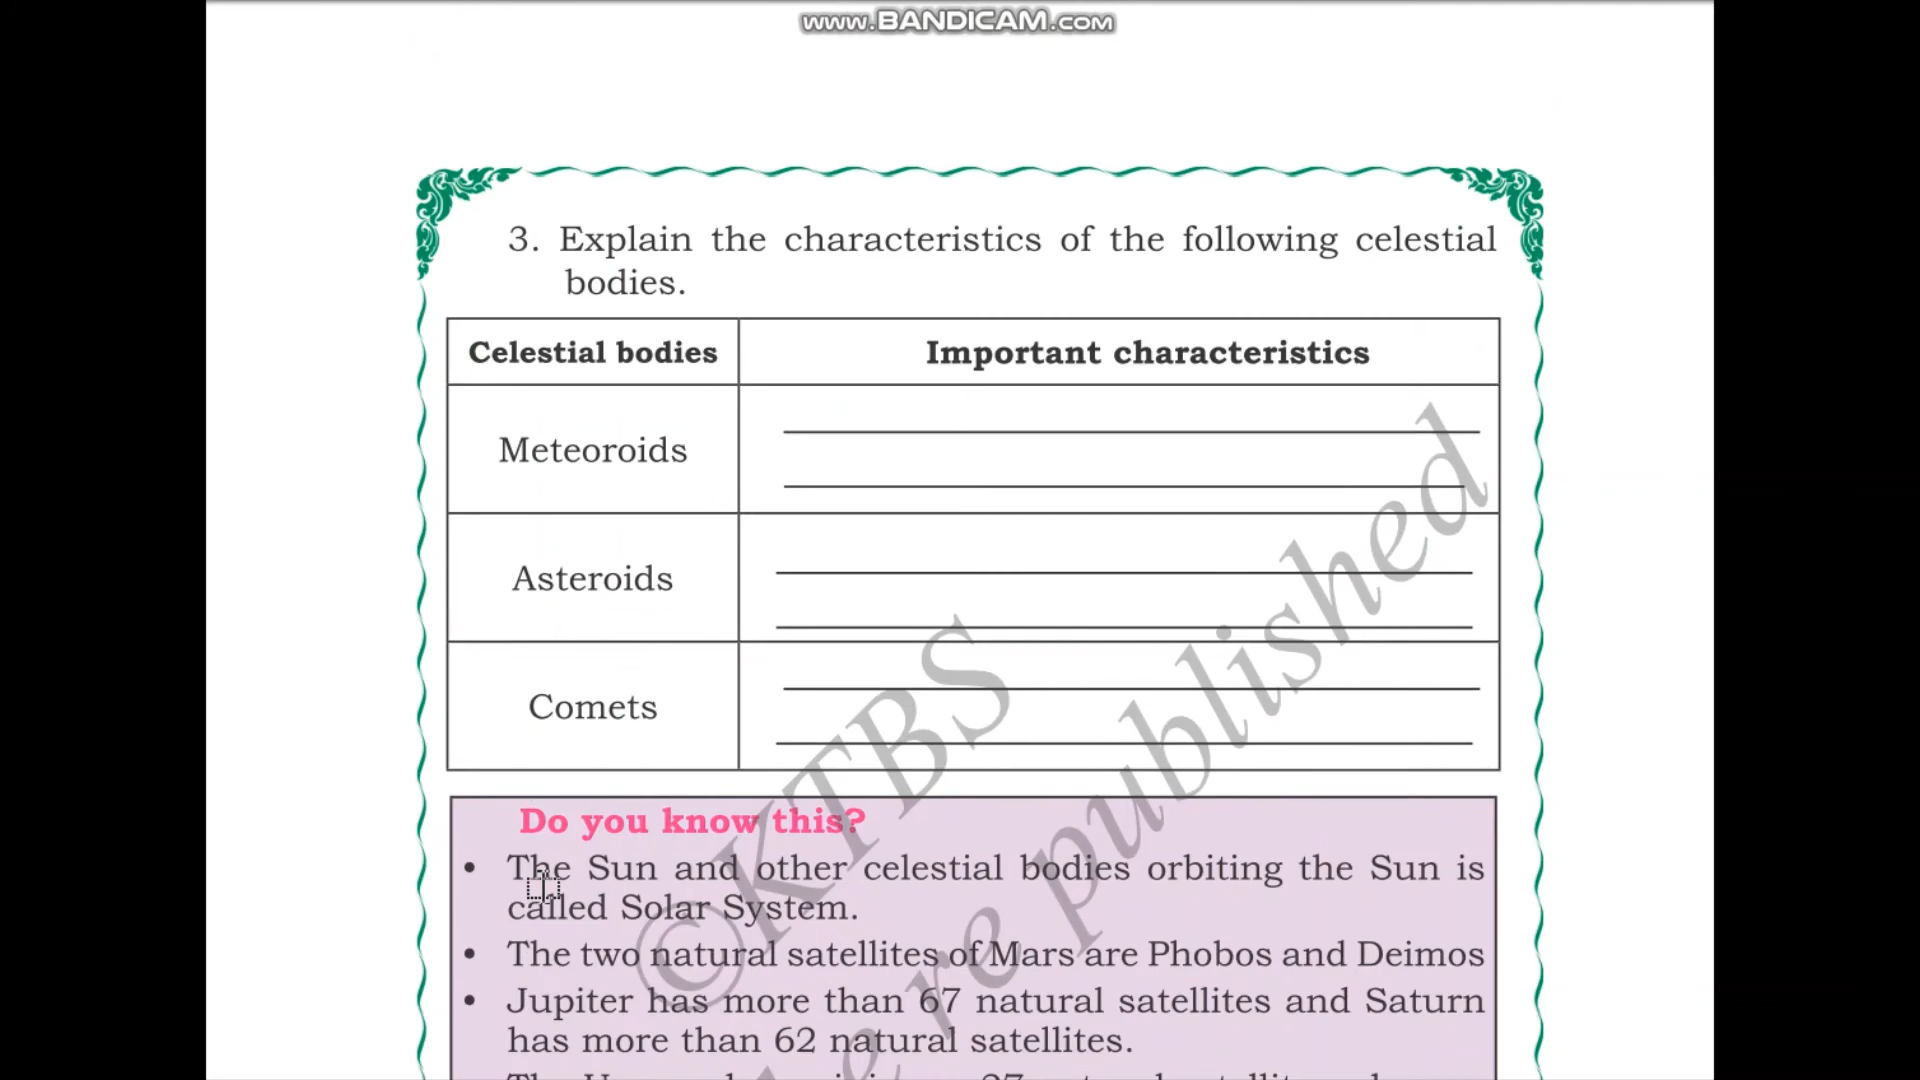 www.BANDICAM.com
3. Explain the characteristics of the following celestial
bodies.
Celestial bodies Important characteristics
Meteoroids
Asteroids
Comets
Do you know this?
• The Sun and other celestial bodies orbiting the Sun is
called Solar System.
• The two natural satellites of Mars are Phobos and Deimos
• Jupiter has more than 67 natural satellites and Saturn
has more than 62 natural satellites.
©KTBS
re published